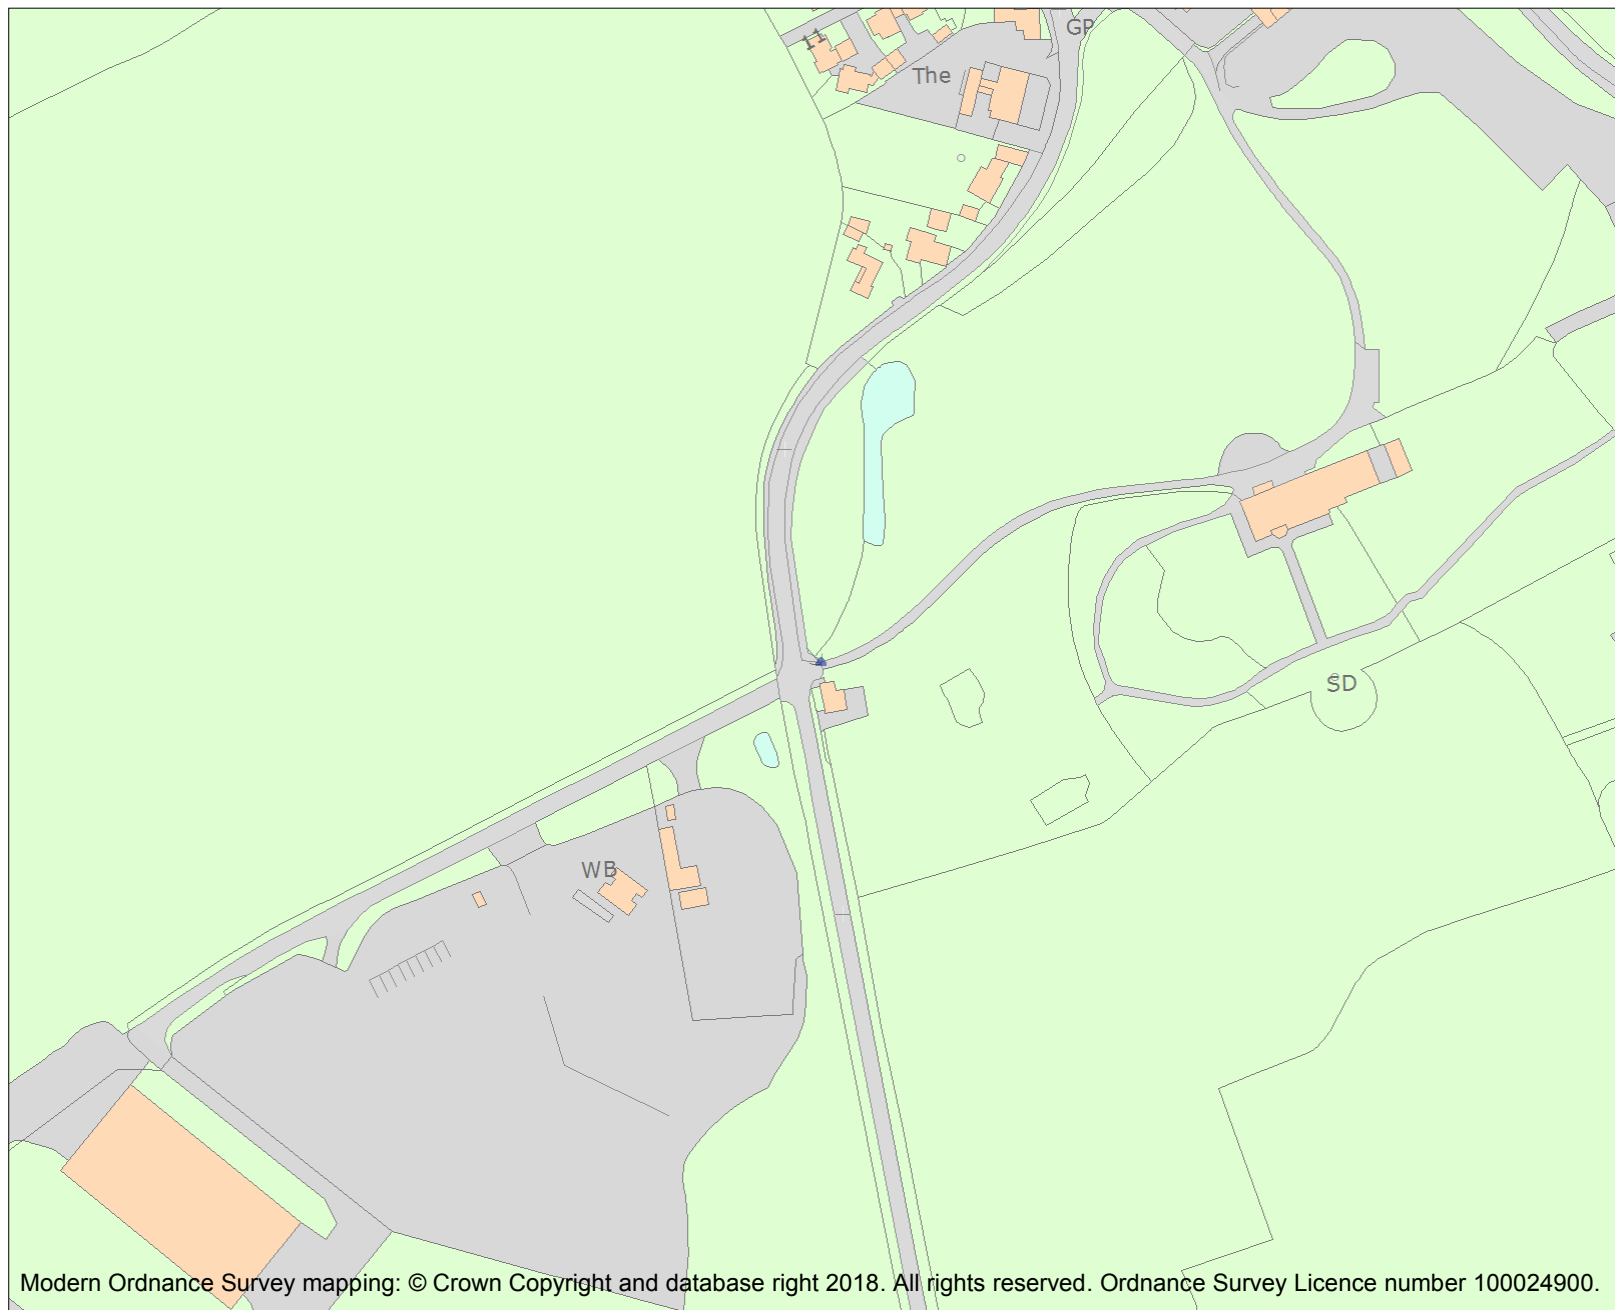 GP
11
The
SD
WB
Modern Ordnance Survey mapping: © Crown Copyright and database right 2018. All rights reserved. Ordnance Survey Licence number 100024900.